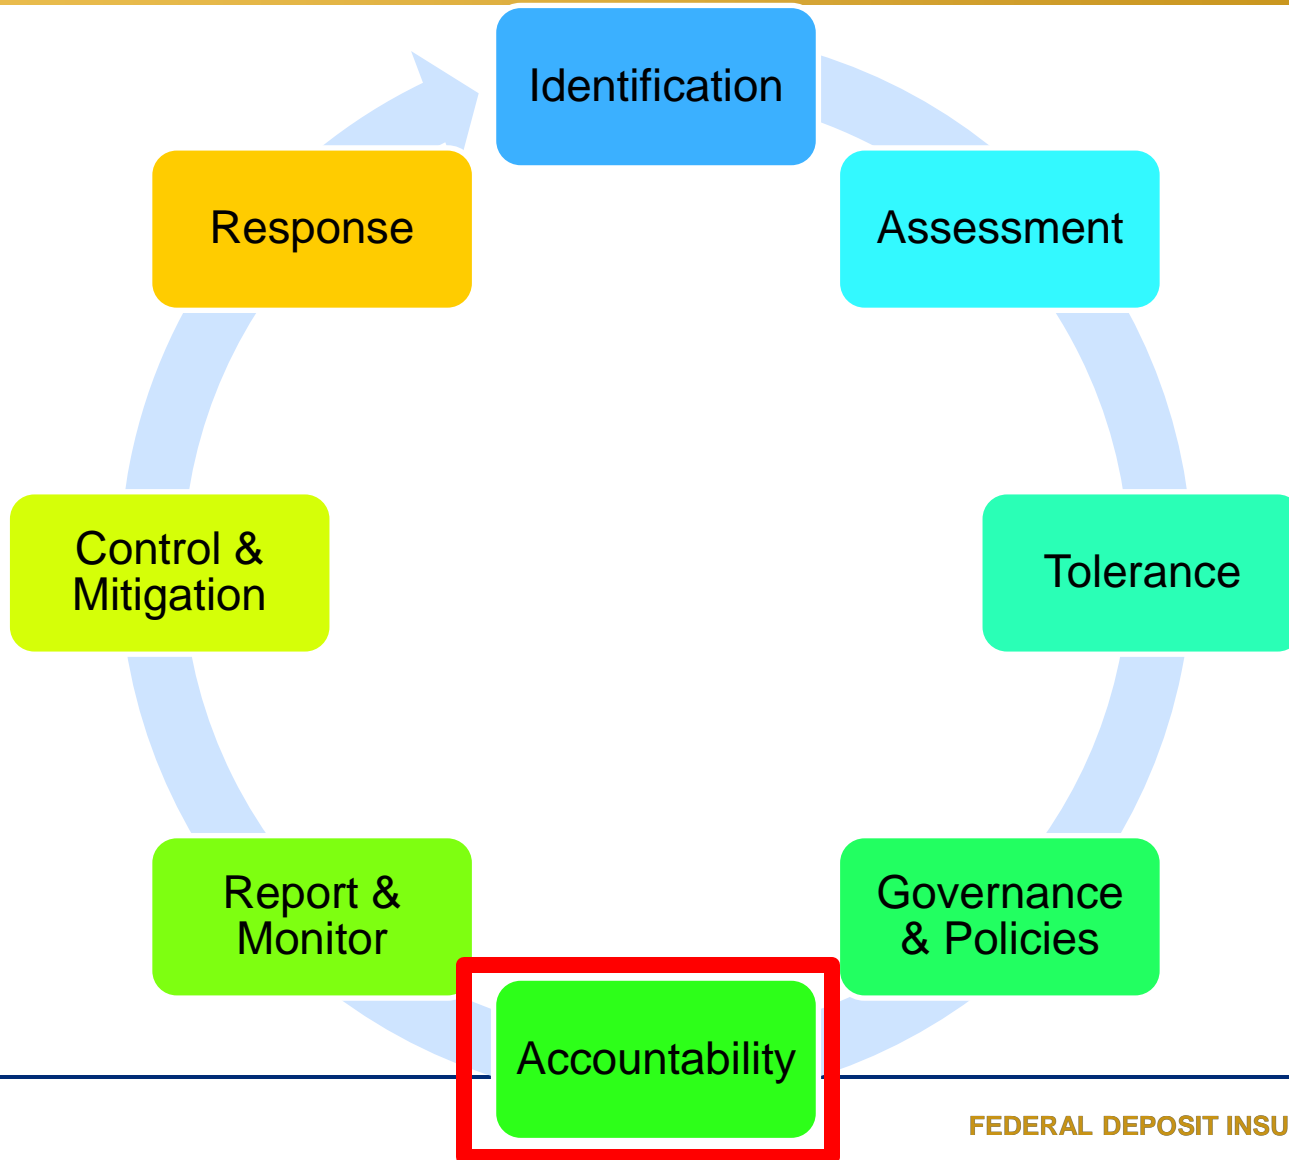 Identification
Assessment
Tolerance
Governance
& Policies
Accountability
Report &
Monitor
Control &
Mitigation
Response
FEDERAL DEPOSIT INSU